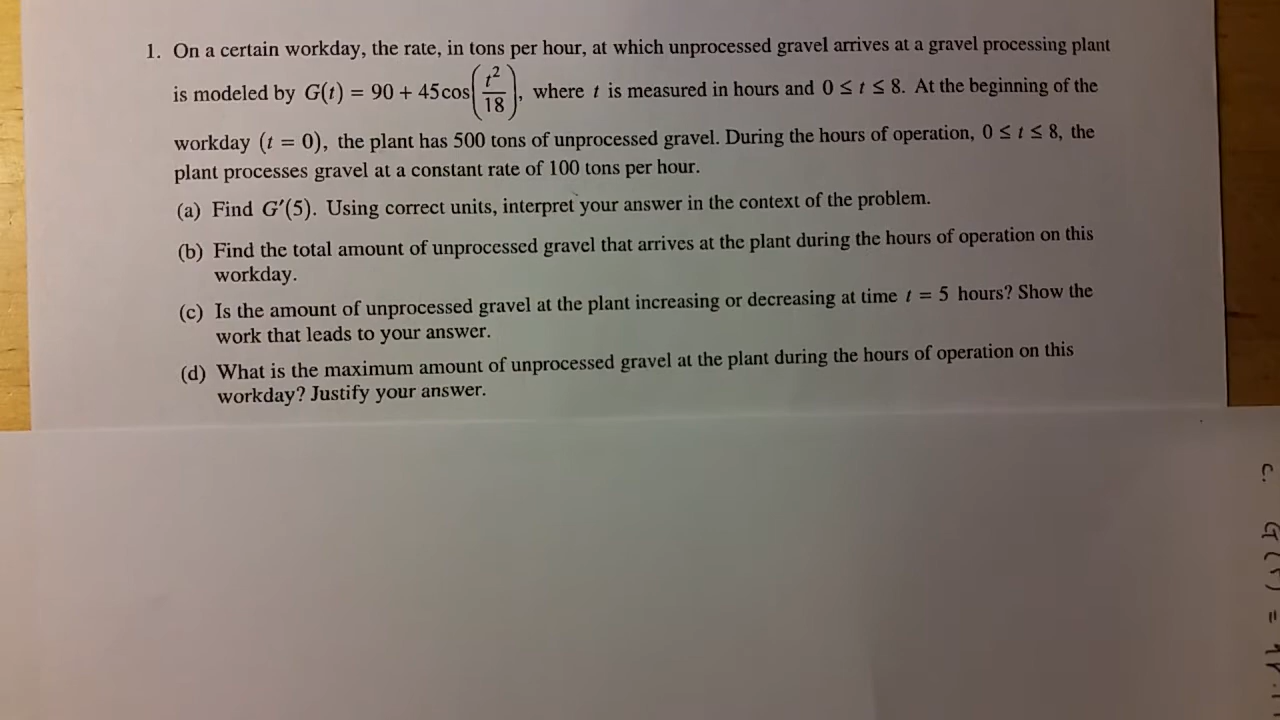 1. On a certain workday, the rate, in tons per hour, at which unprocessed gravel arrives at a gravel processing plant
is modeled by G(t) = 90 + 45cos(t²/18), where t is measured in hours and 0 ≤ t ≤ 8. At the beginning of the
workday (t = 0), the plant has 500 tons of unprocessed gravel. During the hours of operation, 0 ≤ t ≤ 8, the
plant processes gravel at a constant rate of 100 tons per hour.
(a) Find G′(5). Using correct units, interpret your answer in the context of the problem.
(b) Find the total amount of unprocessed gravel that arrives at the plant during the hours of operation on this
workday.
(c) Is the amount of unprocessed gravel at the plant increasing or decreasing at time t = 5 hours? Show the
work that leads to your answer.
(d) What is the maximum amount of unprocessed gravel at the plant during the hours of operation on this
workday? Justify your answer.
c.